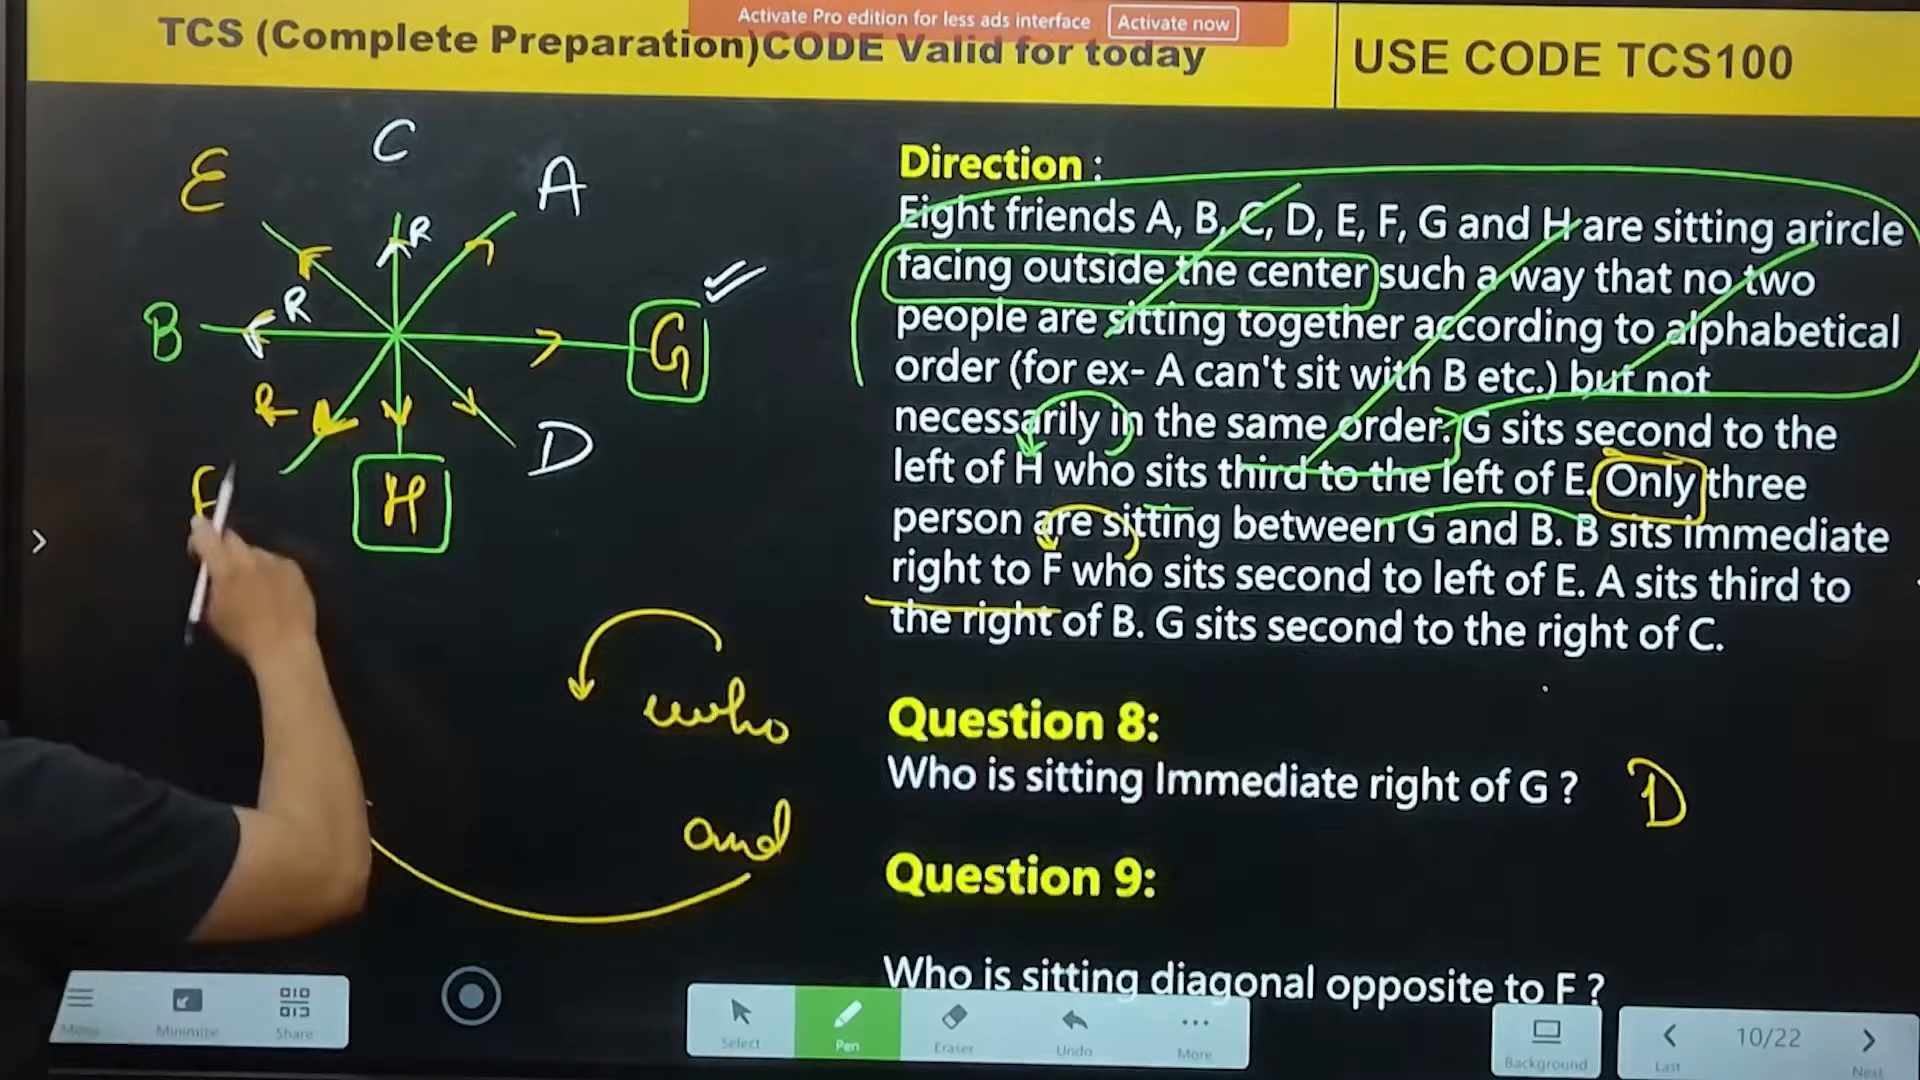 Activate Pro edition for less ads interface Activate now
TCS (Complete Preparation)CODE Valid for today
USE CODE TCS100
C
E
A
R
R
B
G
R
D
F
H
who
and
Direction :
Eight friends A, B, C, D, E, F, G and H are sitting arircle
facing outside the center such a way that no two
people are sitting together according to alphabetical
order (for ex- A can't sit with B etc.) but not
necessarily in the same order. G sits second to the
left of H who sits third to the left of E. Only three
person are sitting between G and B. B sits immediate
right to F who sits second to left of E. A sits third to
the right of B. G sits second to the right of C.
Question 8:
Who is sitting Immediate right of G ?
D
Question 9:
Who is sitting diagonal opposite to F ?
Menu
Minimize
Share
Select
Pen
Eraser
Undo
More
Background
Last
10/22
Next